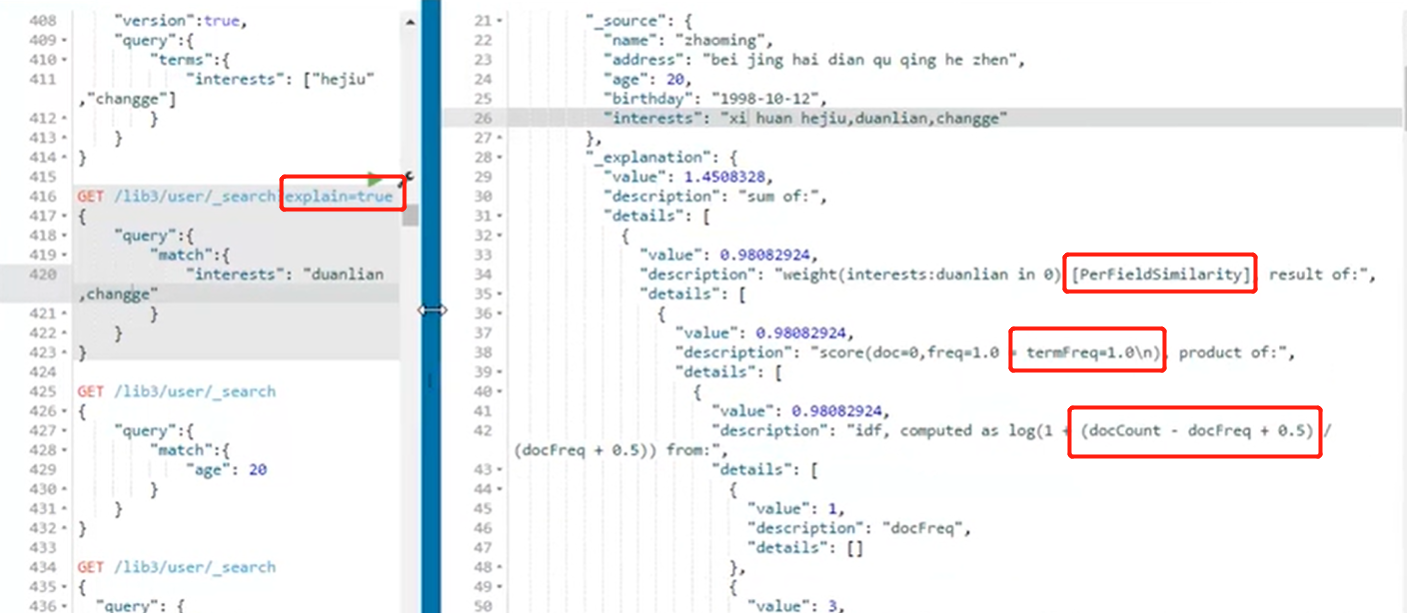 408 "version":true,
409 "query":{
410 "terms":{
411 "interests": ["hejiu"
,"changge"]
412 }
413 }
414 }
415
416 GET /lib3/user/_search explain=true
417 {
418 "query":{
419 "match":{
420 "interests": "duanlian
,changge"
421 }
422 }
423 }
424
425 GET /lib3/user/_search
426 {
427 "query":{
428 "match":{
429 "age": 20
430 }
431 }
432 }
433
434 GET /lib3/user/_search
435 {
436 "query": {
21 "_source": {
22 "name": "zhaoming",
23 "address": "bei jing hai dian qu qing he zhen",
24 "age": 20,
25 "birthday": "1998-10-12",
26 "interests": "xi huan hejiu,duanlian,changge"
27 },
28 "_explanation": {
29 "value": 1.4508328,
30 "description": "sum of:",
31 "details": [
32 {
33 "value": 0.98082924,
34 "description": "weight(interests:duanlian in 0) [PerFieldSimilarity], result of:",
35 "details": [
36 {
37 "value": 0.98082924,
38 "description": "score(doc=0,freq=1.0 = termFreq=1.0\n), product of:",
39 "details": [
40 {
41 "value": 0.98082924,
42 "description": "idf, computed as log(1 + (docCount - docFreq + 0.5) /
(docFreq + 0.5)) from:",
43 "details": [
44 {
45 "value": 1,
46 "description": "docFreq",
47 "details": []
48 },
49 {
50 "value": 3,